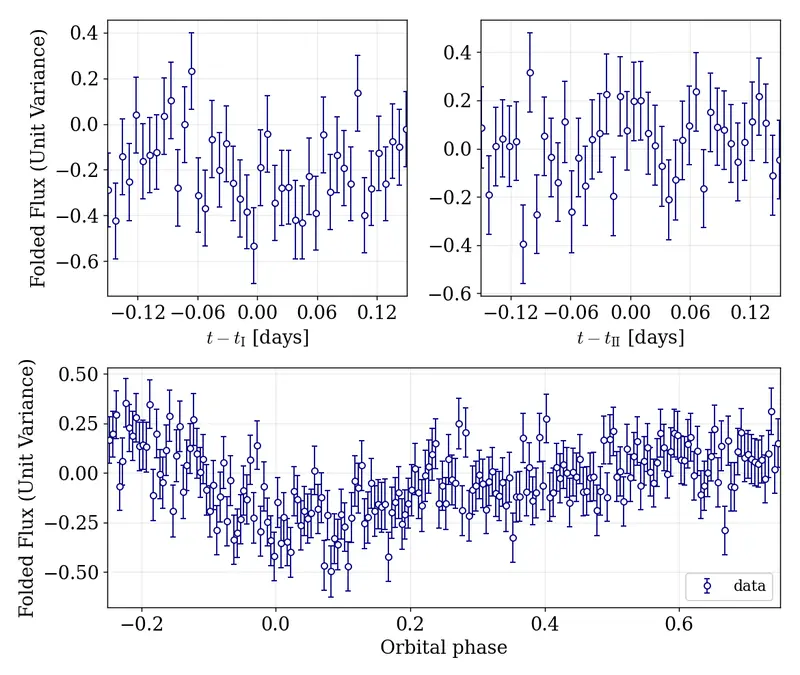 Folded Flux (Unit Variance)
0.4
0.2
0.0
−0.2
−0.4
−0.6
−0.12 −0.06 0.00 0.06 0.12
t − tI [days]
0.4
0.2
0.0
−0.2
−0.4
−0.6
−0.12 −0.06 0.00 0.06 0.12
t − tII [days]
Folded Flux (Unit Variance)
0.50
0.25
0.00
−0.25
−0.50
−0.2 0.0 0.2 0.4 0.6
data
Orbital phase